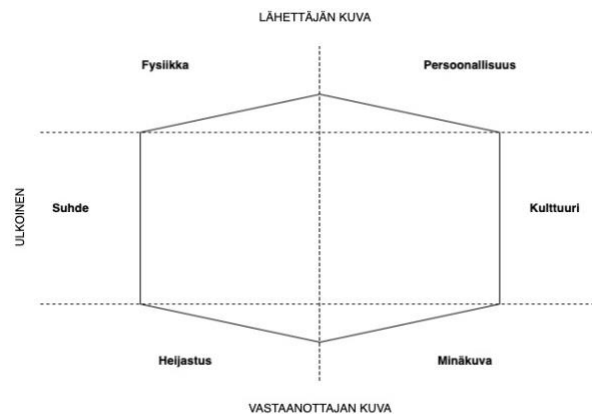 LÄHETTÄJÄN KUVA
Fysiikka
Persoonallisuus
ULKOINEN
Suhde
Kulttuuri
Heijastus
Minäkuva
VASTAANOTTAJAN KUVA